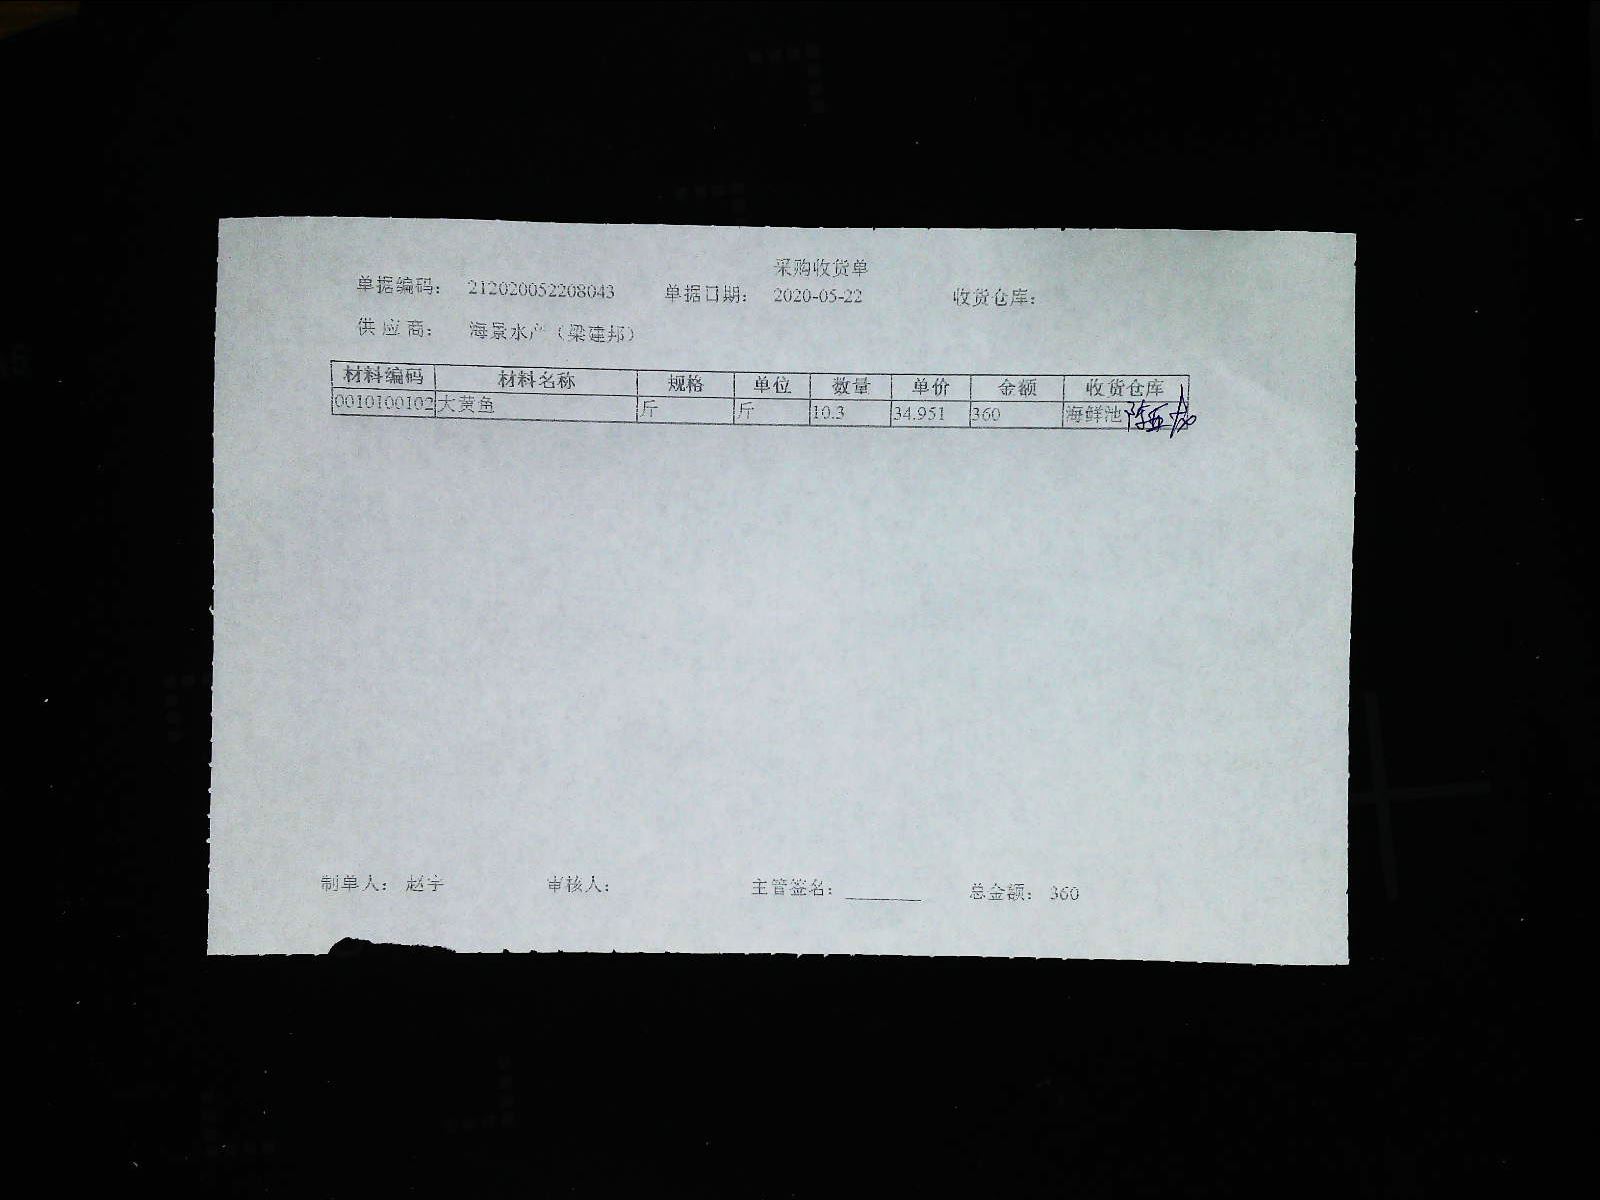 采购收货单
单据编码： 212020052208043 单据日期： 2020-05-22 收货仓库：
供应商： 海景水产（梁建邦）
材料编码 材料名称 规格 单位 数量 单价 金额 收货仓库
0010100102 大黄鱼 斤 斤 10.3 34.951 360 海鲜池
制单人： 赵宇 审核人： 主管签名： 总金额： 360